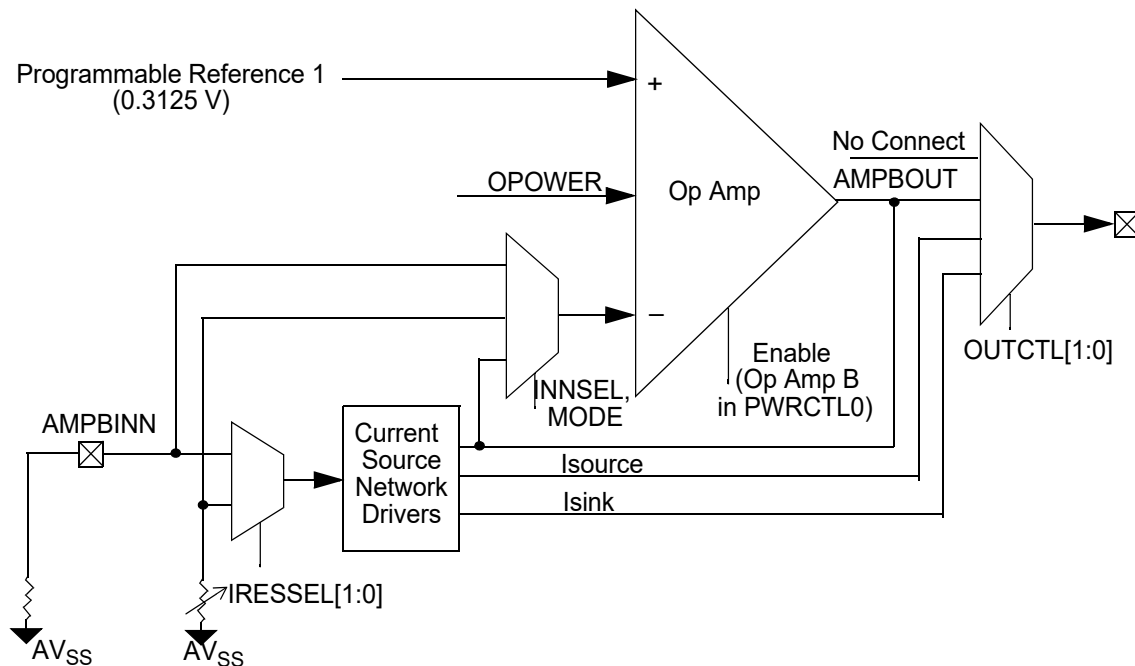 Programmable Reference 1
(0.3125 V)
+
No Connect
OPOWER
Op Amp
AMPBOUT
–
OUTCTL[1:0]
Enable
(Op Amp B
in PWRCTL0)
INNSEL,
MODE
AMPBINN
Current
Source
Network
Drivers
Isource
Isink
IRESSEL[1:0]
AVSS
AVSS